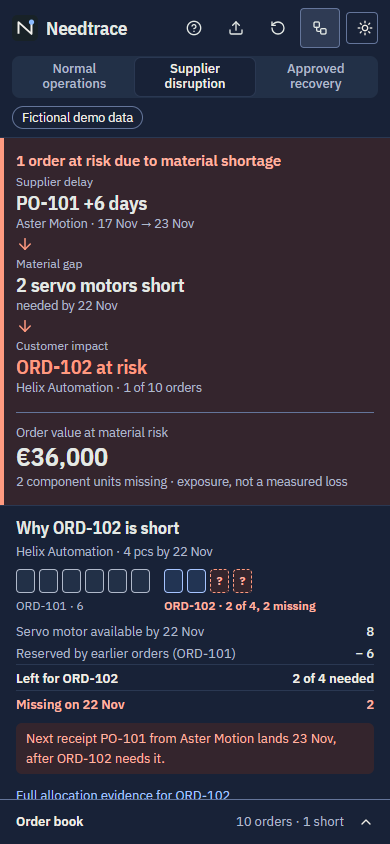 Needtrace
Normal operations
Supplier disruption
Approved recovery
Fictional demo data
1 order at risk due to material shortage
Supplier delay
PO-101 +6 days
Aster Motion · 17 Nov → 23 Nov
Material gap
2 servo motors short
needed by 22 Nov
Customer impact
ORD-102 at risk
Helix Automation · 1 of 10 orders
Order value at material risk
€36,000
2 component units missing · exposure, not a measured loss
Why ORD-102 is short
Helix Automation · 4 pcs by 22 Nov
? ?
ORD-101 · 6
ORD-102 · 2 of 4, 2 missing
Servo motor available by 22 Nov 8
Reserved by earlier orders (ORD-101) − 6
Left for ORD-102 2 of 4 needed
Missing on 22 Nov 2
Next receipt PO-101 from Aster Motion lands 23 Nov,
after ORD-102 needs it.
Full allocation evidence for ORD-102
Order book 10 orders · 1 short